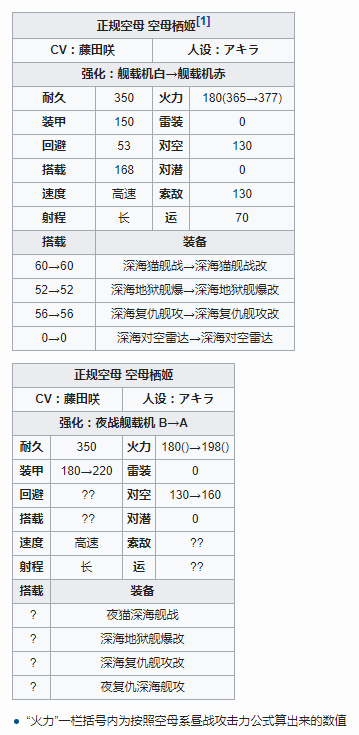 正规空母 空母栖姬[1]
CV：藤田咲 人设：アキラ
强化：舰载机白→舰载机赤
耐久 350 火力 180(365→377)
装甲 150 雷装 0
回避 53 对空 130
搭载 168 对潜 0
速度 高速 索敌 130
射程 长 运 70
搭载 装备
60→60 深海猫舰战→深海猫舰战改
52→52 深海地狱舰爆→深海地狱舰爆改
56→56 深海复仇舰攻→深海复仇舰攻改
0→0 深海对空雷达→深海对空雷达
正规空母 空母栖姬
CV：藤田咲 人设：アキラ
强化：夜战舰载机 B→A
耐久 350 火力 180()→198()
装甲 180→220 雷装 0
回避 ?? 对空 130→160
搭载 ?? 对潜 0
速度 高速 索敌 ??
射程 长 运 ??
搭载 装备
? 夜猫深海舰战
? 深海地狱舰爆改
? 深海复仇舰攻改
? 夜复仇深海舰攻
• “火力”一栏括号内为按照空母系昼战攻击力公式算出来的数值